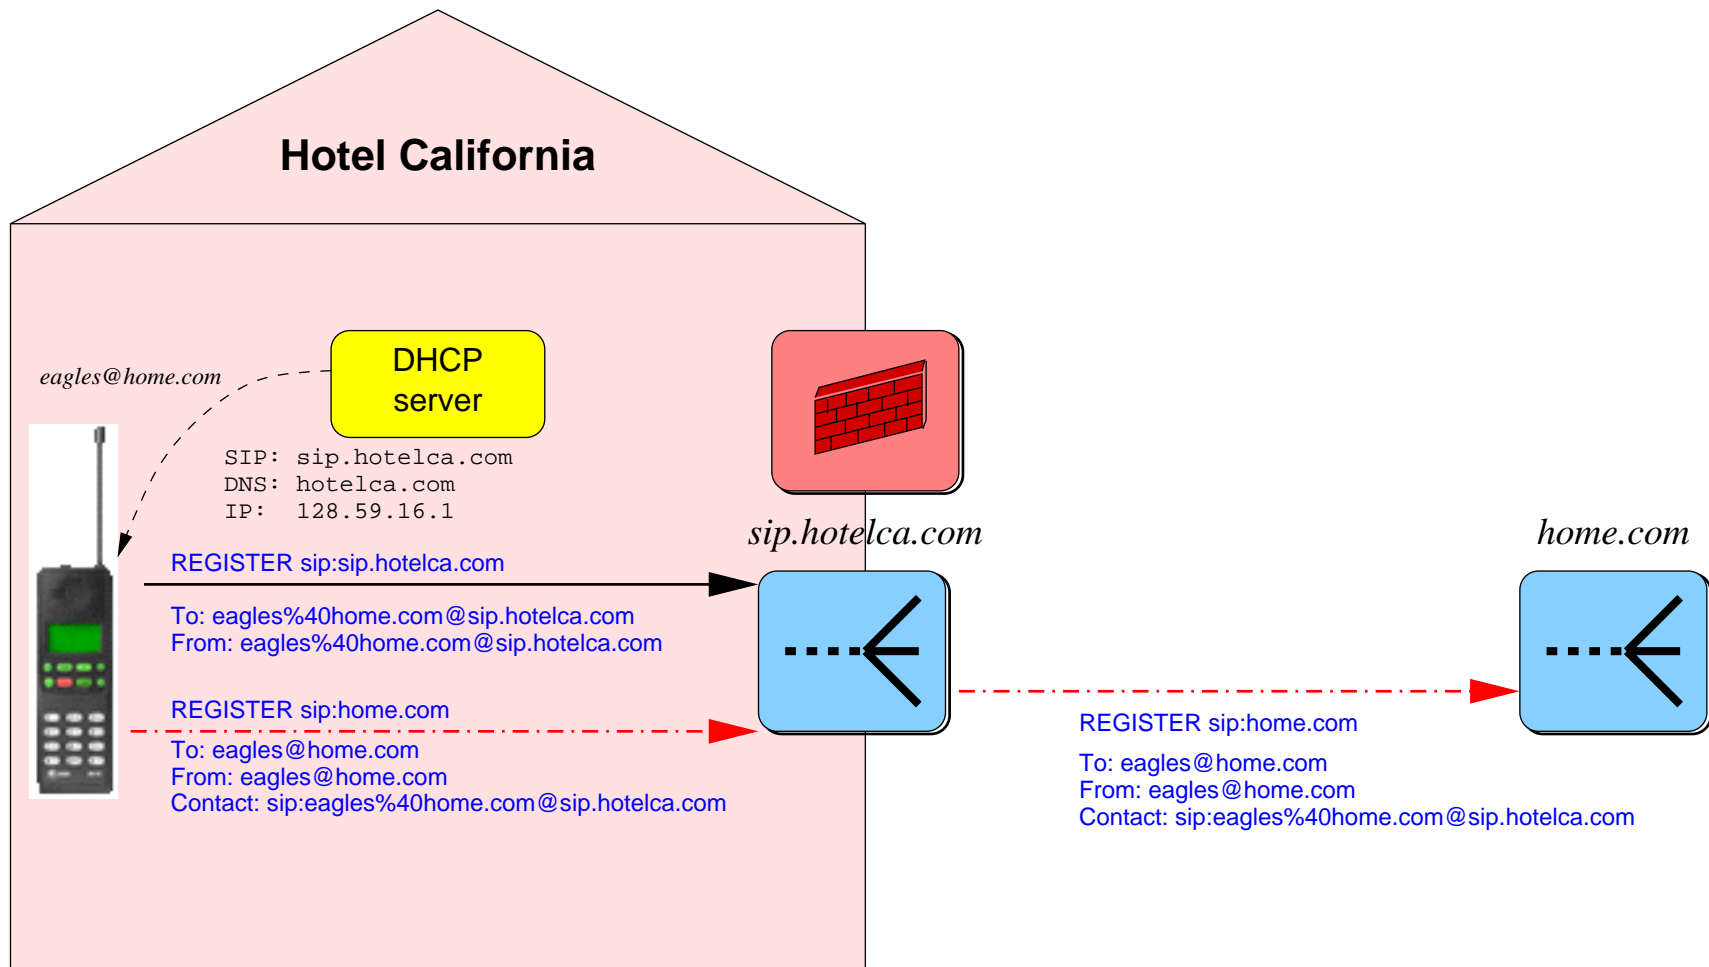 Hotel California
DHCP
server
eagles@home.com
SIP: sip.hotelca.com
DNS: hotelca.com
IP:  128.59.16.1
sip.hotelca.com
home.com
REGISTER sip:sip.hotelca.com
To: eagles%40home.com@sip.hotelca.com
From: eagles%40home.com@sip.hotelca.com
REGISTER sip:home.com
To: eagles@home.com
From: eagles@home.com
Contact: sip:eagles%40home.com@sip.hotelca.com
REGISTER sip:home.com
To: eagles@home.com
From: eagles@home.com
Contact: sip:eagles%40home.com@sip.hotelca.com